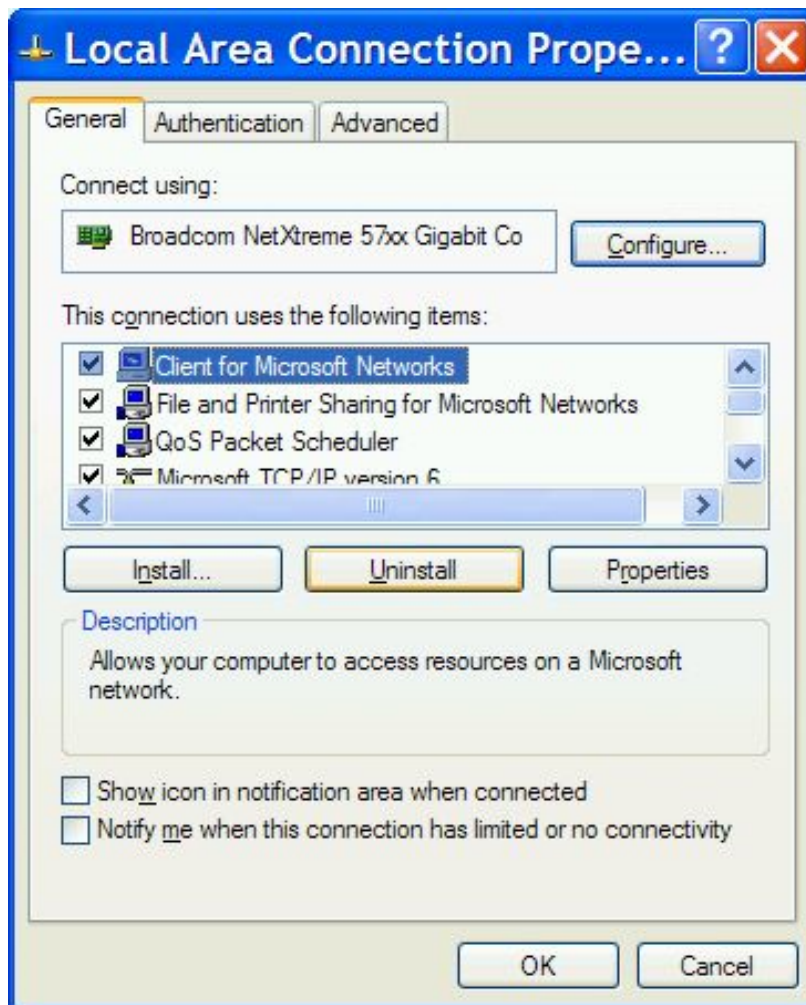 Local Area Connection Prope...
General Authentication Advanced
Connect using:
Broadcom NetXtreme 57xx Gigabit Co
Configure...
This connection uses the following items:
Client for Microsoft Networks
File and Printer Sharing for Microsoft Networks
QoS Packet Scheduler
Microsoft TCP/IP version 6
Install... Uninstall Properties
Description
Allows your computer to access resources on a Microsoft
network.
Show icon in notification area when connected
Notify me when this connection has limited or no connectivity
OK Cancel